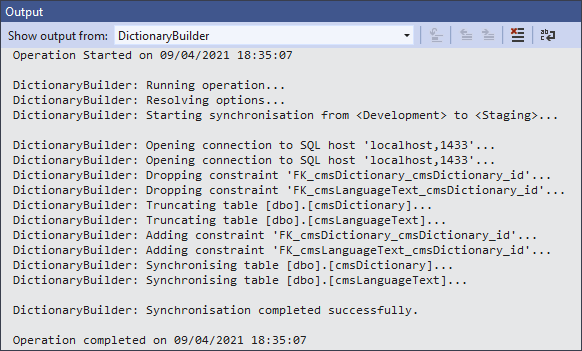 Output
Show output from: DictionaryBuilder
Operation Started on 09/04/2021 18:35:07
DictionaryBuilder: Running operation...
DictionaryBuilder: Resolving options...
DictionaryBuilder: Starting synchronisation from <Development> to <Staging>...
DictionaryBuilder: Opening connection to SQL host 'localhost,1433'...
DictionaryBuilder: Opening connection to SQL host 'localhost,1433'...
DictionaryBuilder: Dropping constraint 'FK_cmsDictionary_cmsDictionary_id'...
DictionaryBuilder: Dropping constraint 'FK_cmsLanguageText_cmsDictionary_id'...
DictionaryBuilder: Truncating table [dbo].[cmsDictionary]...
DictionaryBuilder: Truncating table [dbo].[cmsLanguageText]...
DictionaryBuilder: Adding constraint 'FK_cmsDictionary_cmsDictionary_id'...
DictionaryBuilder: Adding constraint 'FK_cmsLanguageText_cmsDictionary_id'...
DictionaryBuilder: Synchronising table [dbo].[cmsDictionary]...
DictionaryBuilder: Synchronising table [dbo].[cmsLanguageText]...
DictionaryBuilder: Synchronisation completed successfully.
Operation completed on 09/04/2021 18:35:07